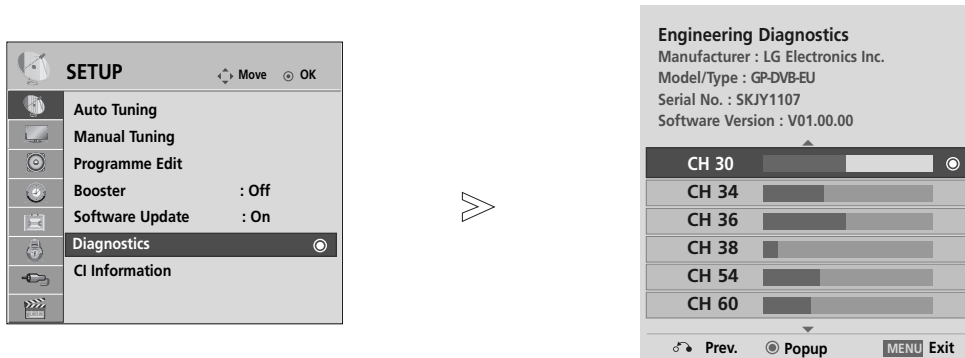 SETUP
Move OK
Auto Tuning
Manual Tuning
Programme Edit
Booster : Off
Software Update : On
Diagnostics
CI Information
Engineering Diagnostics
Manufacturer : LG Electronics Inc.
Model/Type : GP-DVB-EU
Serial No. : SKJY1107
Software Version : V01.00.00
CH 30
CH 34
CH 36
CH 38
CH 54
CH 60
Prev. Popup MENU Exit